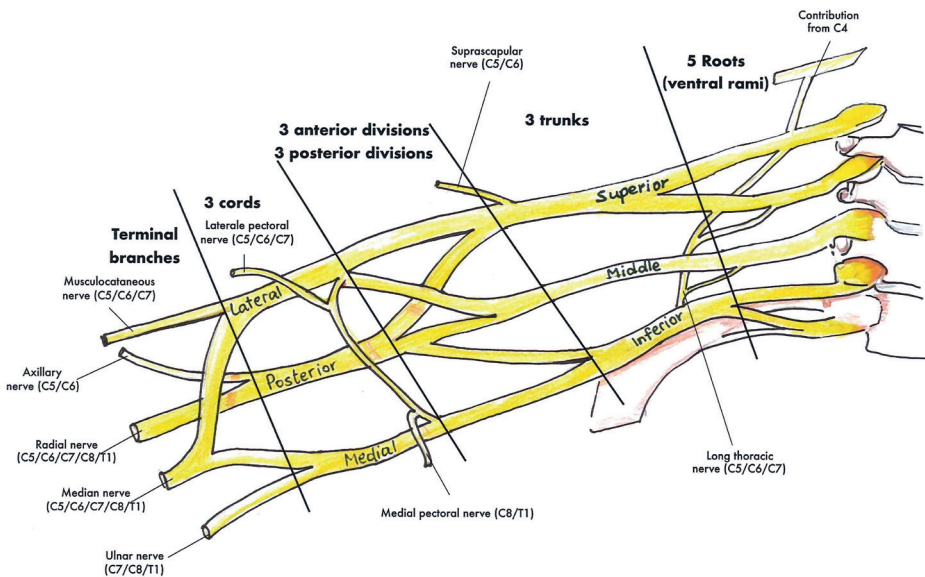 Contribution
from C4
Suprascapular
nerve (C5/C6)
5 Roots
(ventral rami)
3 trunks
3 anterior divisions
3 posterior divisions
3 cords
Laterale pectoral
nerve (C5/C6/C7)
Terminal
branches
Musculocataneous
nerve (C5/C6/C7)
Superior
Middle
Inferior
Lateral
Posterior
Medial
Axillary
nerve (C5/C6)
Radial nerve
(C5/C6/C7/C8/T1)
Median nerve
(C5/C6/C7/C8/T1)
Ulnar nerve
(C7/C8/T1)
Medial pectoral nerve (C8/T1)
Long thoracic
nerve (C5/C6/C7)